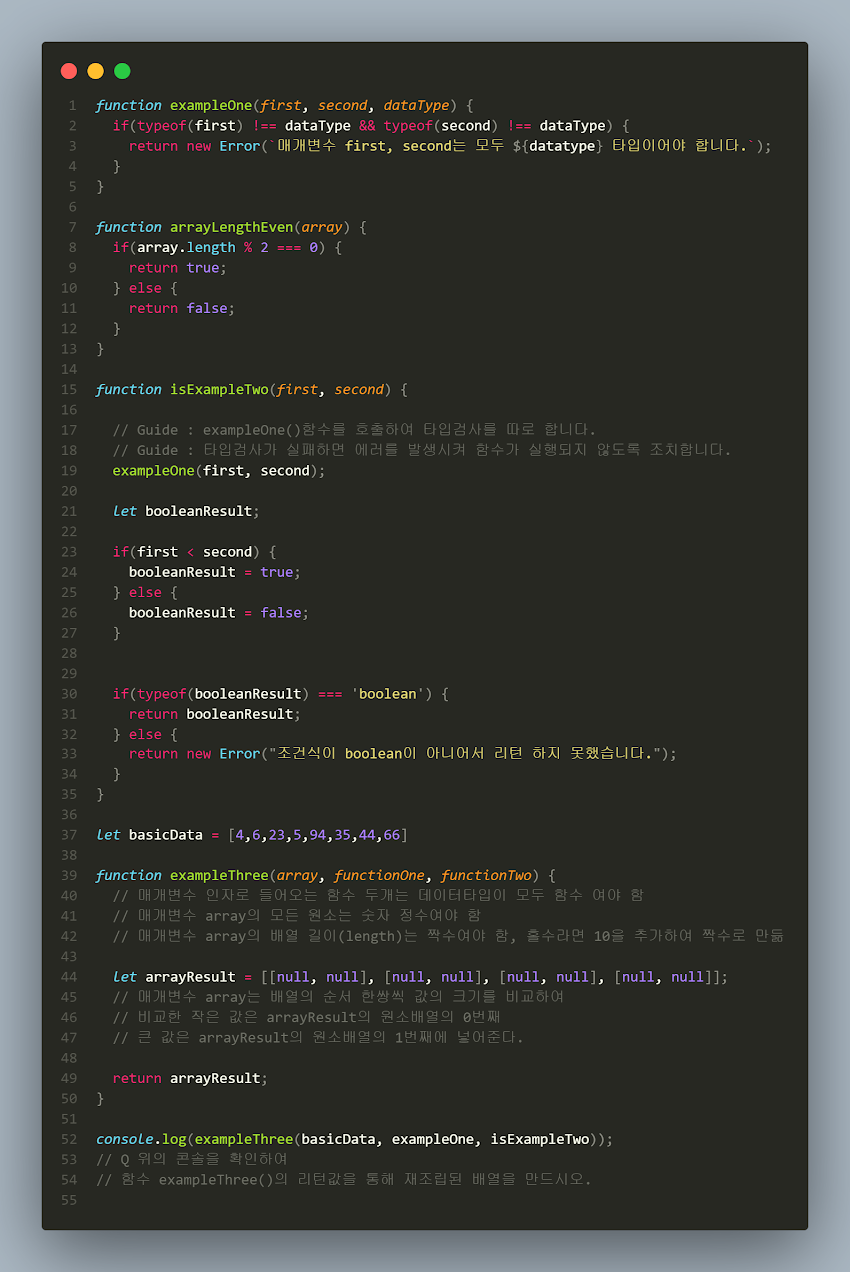 1 function exampleOne(first, second, dataType) {
2 if(typeof(first) !== dataType && typeof(second) !== dataType) {
3 return new Error(`매개변수 first, second는 모두 ${datatype} 타입이어야 합니다.`);
4 }
5 }
6
7 function arrayLengthEven(array) {
8 if(array.length % 2 === 0) {
9 return true;
10 } else {
11 return false;
12 }
13 }
14
15 function isExampleTwo(first, second) {
16
17 // Guide : exampleOne()함수를 호출하여 타입검사를 따로 합니다.
18 // Guide : 타입검사가 실패하면 에러를 발생시켜 함수가 실행되지 않도록 조치합니다.
19 exampleOne(first, second);
20
21 let booleanResult;
22
23 if(first < second) {
24 booleanResult = true;
25 } else {
26 booleanResult = false;
27 }
28
29
30 if(typeof(booleanResult) === 'boolean') {
31 return booleanResult;
32 } else {
33 return new Error("조건식이 boolean이 아니어서 리턴 하지 못했습니다.");
34 }
35 }
36
37 let basicData = [4,6,23,5,94,35,44,66]
38
39 function exampleThree(array, functionOne, functionTwo) {
40 // 매개변수 인자로 들어오는 함수 두개는 데이터타입이 모두 함수 여야 함
41 // 매개변수 array의 모든 원소는 숫자 정수여야 함
42 // 매개변수 array의 배열 길이(length)는 짝수여야 함, 홀수라면 10을 추가하여 짝수로 만듦
43
44 let arrayResult = [[null, null], [null, null], [null, null], [null, null]];
45 // 매개변수 array는 배열의 순서 한쌍씩 값의 크기를 비교하여
46 // 비교한 작은 값은 arrayResult의 원소배열의 0번째
47 // 큰 값은 arrayResult의 원소배열의 1번째에 넣어준다.
48
49 return arrayResult;
50 }
51
52 console.log(exampleThree(basicData, exampleOne, isExampleTwo));
53 // Q 위의 콘솔을 확인하여
54 // 함수 exampleThree()의 리턴값을 통해 재조립된 배열을 만드시오.
55